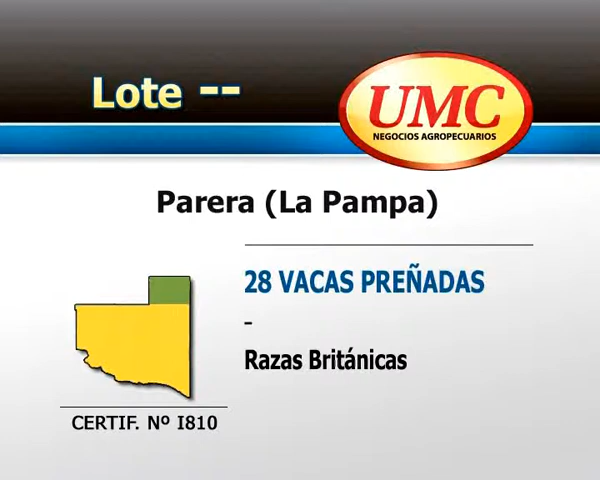 Lote --
UMC
NEGOCIOS AGROPECUARIOS
Parera (La Pampa)
28 VACAS PREÑADAS
-
Razas Británicas
CERTIF. Nº I810